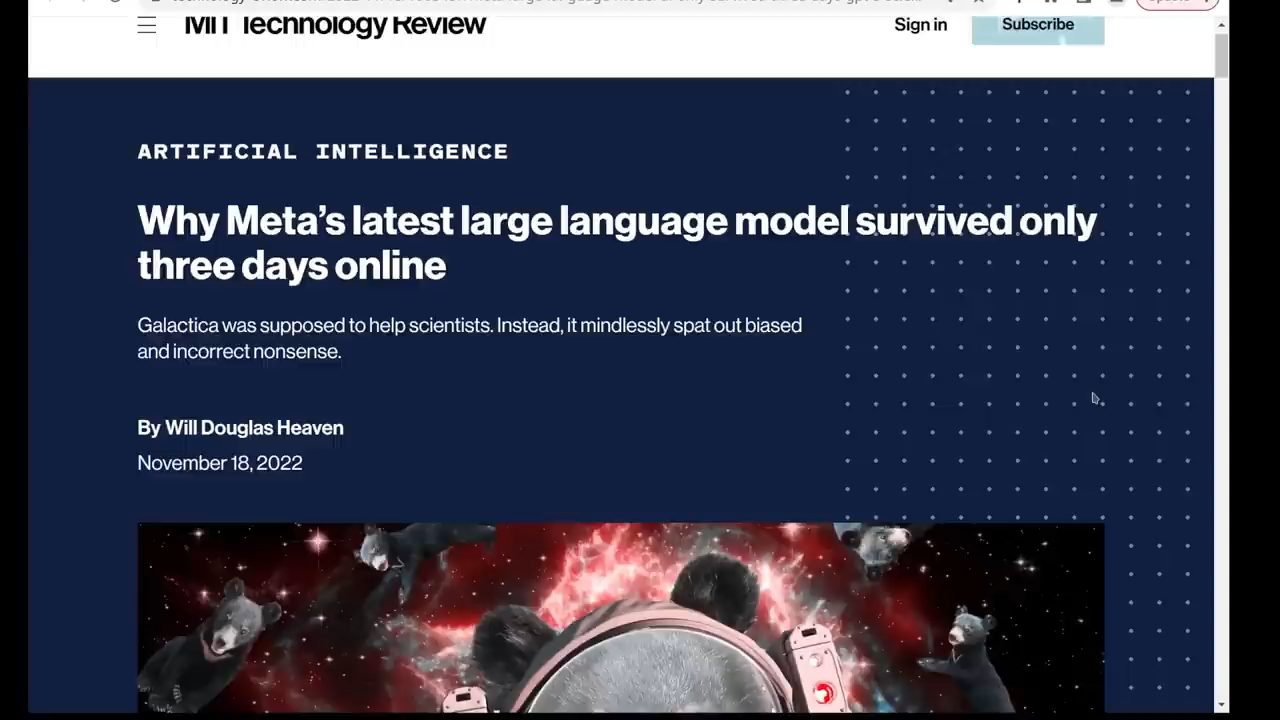 MIT Technology Review
Sign in
Subscribe
ARTIFICIAL INTELLIGENCE
Why Meta's latest large language model survived only
three days online
Galactica was supposed to help scientists. Instead, it mindlessly spat out biased
and incorrect nonsense.
By Will Douglas Heaven
November 18, 2022